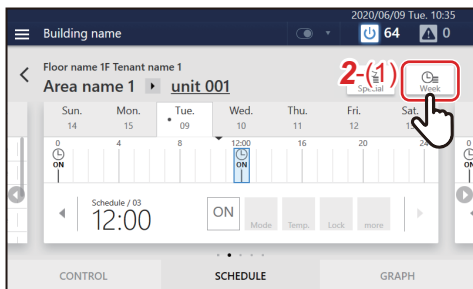 2020/06/09 Tue. 10:35
Building name 64 0
Floor name 1F Tenant name 1
Area name 1 unit 001
2-(1)
Special Week
Sun. Mon. Tue. Wed. Thu. Fri. Sat.
14 15 09 10 11 12
0 4 8 12:00 16 20 24 0
ON ON ON
Schedule / 03
12:00 ON Mode Temp. Lock more
CONTROL SCHEDULE GRAPH